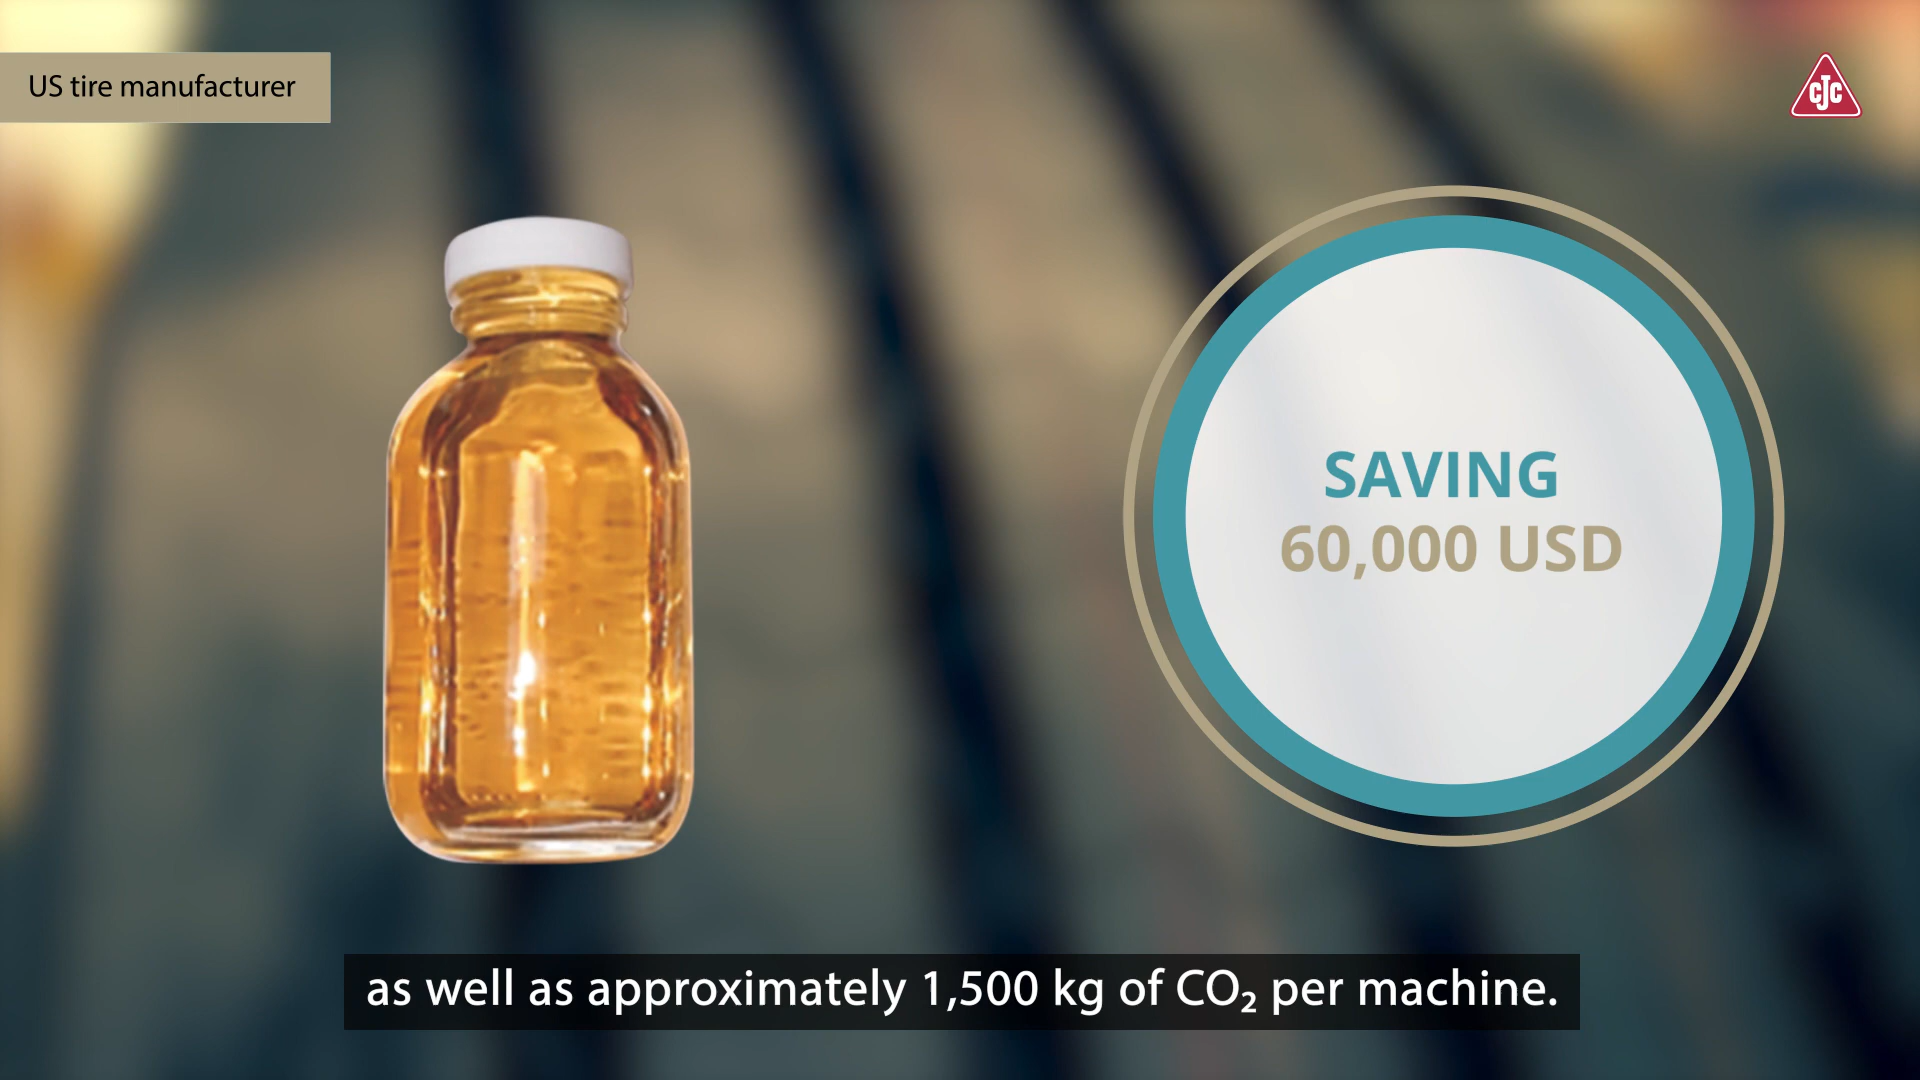 US tire manufacturer
CJC
SAVING
60,000 USD
as well as approximately 1,500 kg of CO₂ per machine.